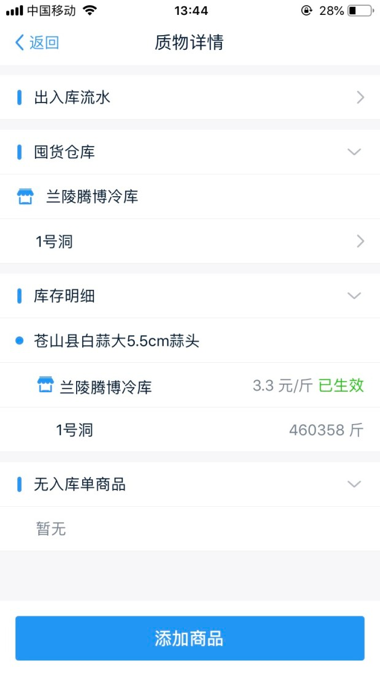 中国移动 13:44 28%
返回 质物详情
出入库流水
囤货仓库
兰陵腾博冷库
1号洞
库存明细
苍山县白蒜大5.5cm蒜头
兰陵腾博冷库 3.3 元/斤 已生效
1号洞 460358 斤
无入库单商品
暂无
添加商品